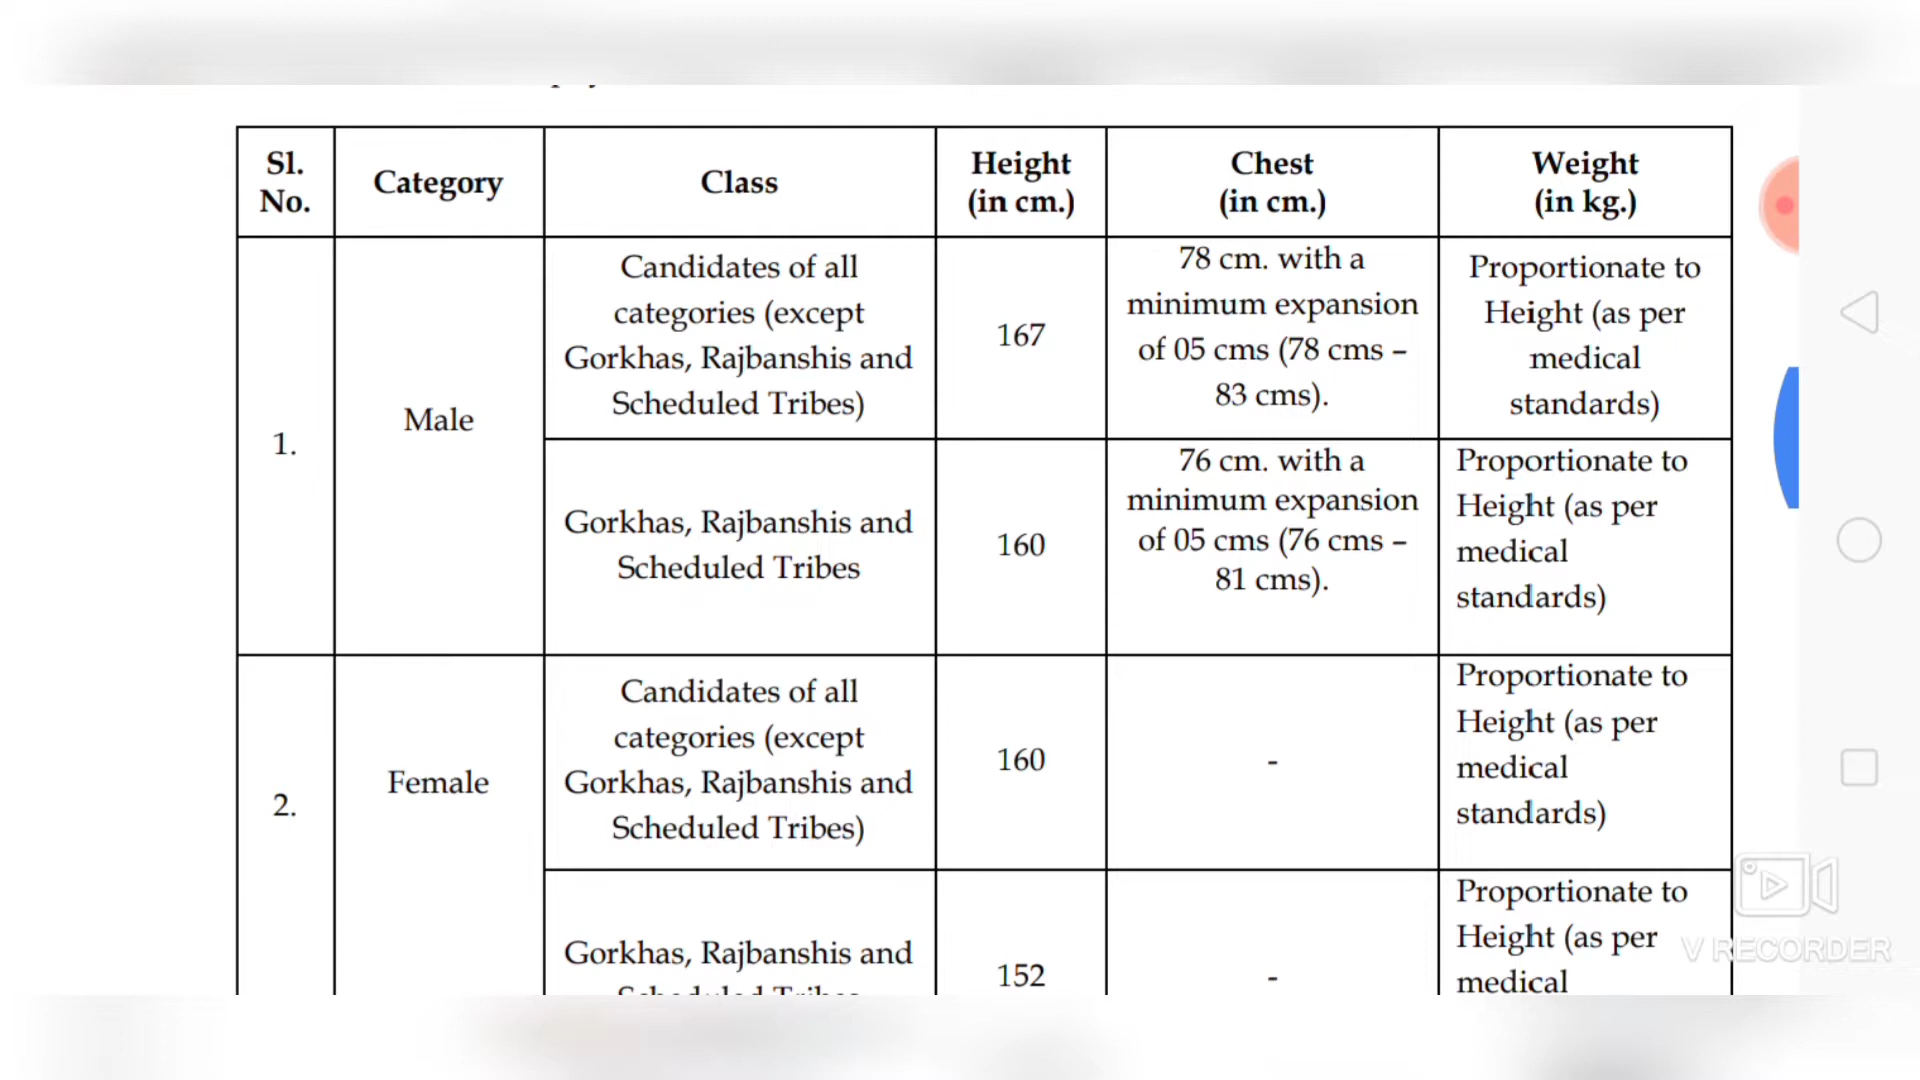 Sl.
No.
Category
Class
Height
(in cm.)
Chest
(in cm.)
Weight
(in kg.)
1.
Male
Candidates of all
categories (except
Gorkhas, Rajbanshis and
Scheduled Tribes)
167
78 cm. with a
minimum expansion
of 05 cms (78 cms –
83 cms).
Proportionate to
Height (as per
medical
standards)
Gorkhas, Rajbanshis and
Scheduled Tribes
160
76 cm. with a
minimum expansion
of 05 cms (76 cms –
81 cms).
Proportionate to
Height (as per
medical
standards)
2.
Female
Candidates of all
categories (except
Gorkhas, Rajbanshis and
Scheduled Tribes)
160
-
Proportionate to
Height (as per
medical
standards)
Gorkhas, Rajbanshis and
Scheduled Tribes
152
-
Proportionate to
Height (as per
medical
V RECORDER